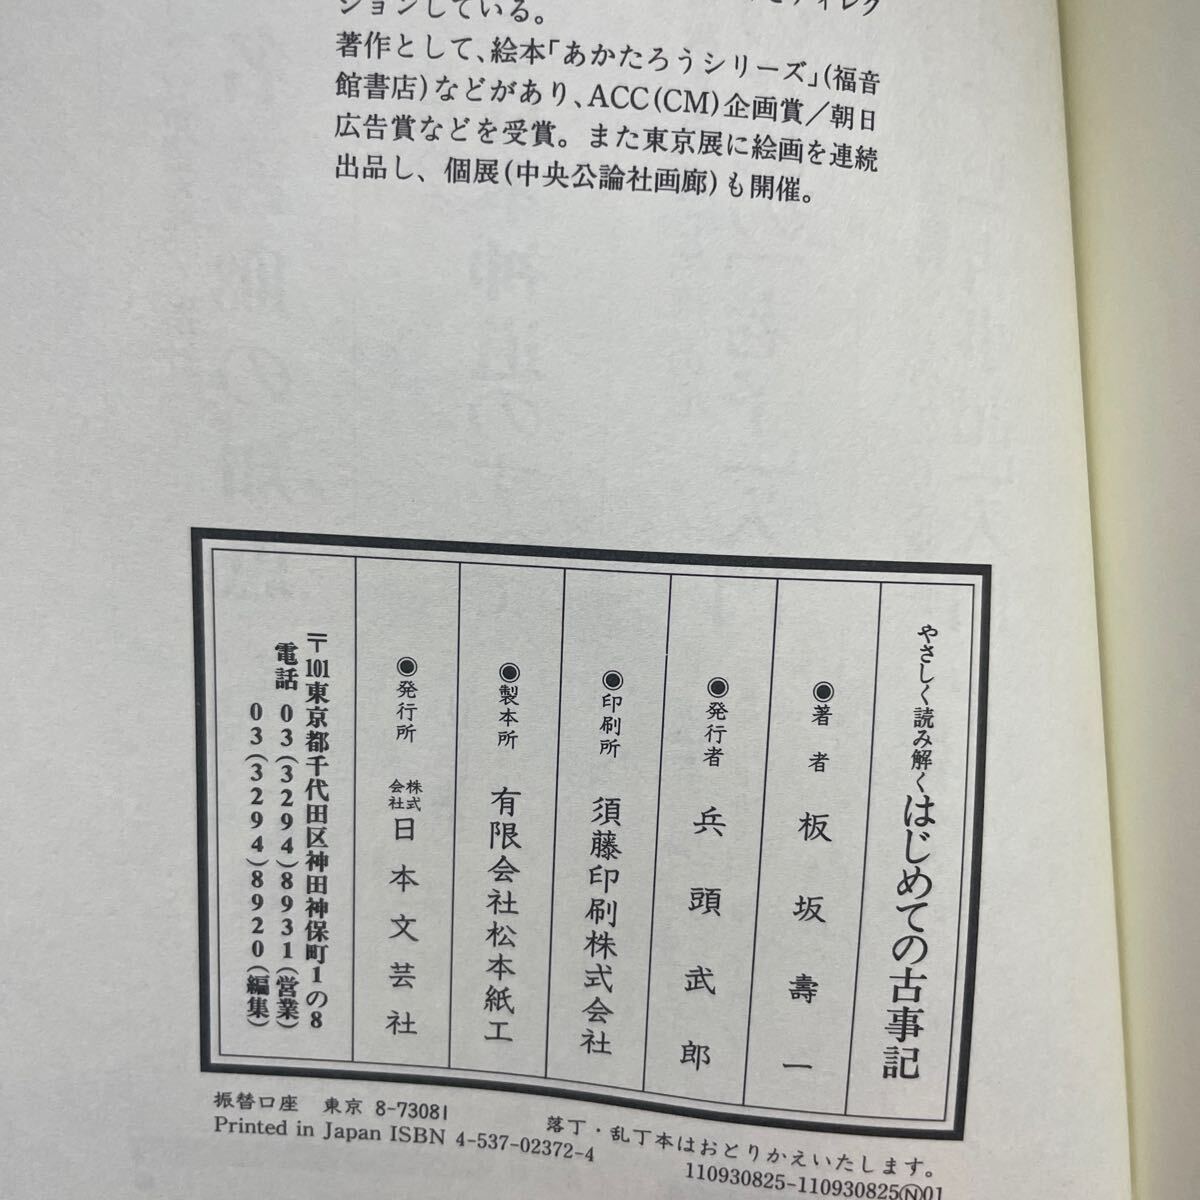 ションしている。
著作として、絵本「あかたろうシリーズ」(福音
館書店)などがあり、ACC(CM)企画賞/朝日
広告賞などを受賞。また東京展に絵画を連続
出品し、個展(中央公論社画廊)も開催。
やさしく読み解くはじめての古事記
◉著者 板坂壽一
◉発行者 兵頭武郎
◉印刷所 須藤印刷株式会社
◉製本所 有限会社松本紙工
◉発行所 株式会社日本文芸社
〒101東京都千代田区神田神保町1の8
電話 03(3294)8931(営業)
03(3294)8920(編集)
振替口座 東京 8-73081
落丁・乱丁本はおとりかえいたします。
Printed in Japan ISBN 4-537-02372-4
110930825-110930825Ⓝ01